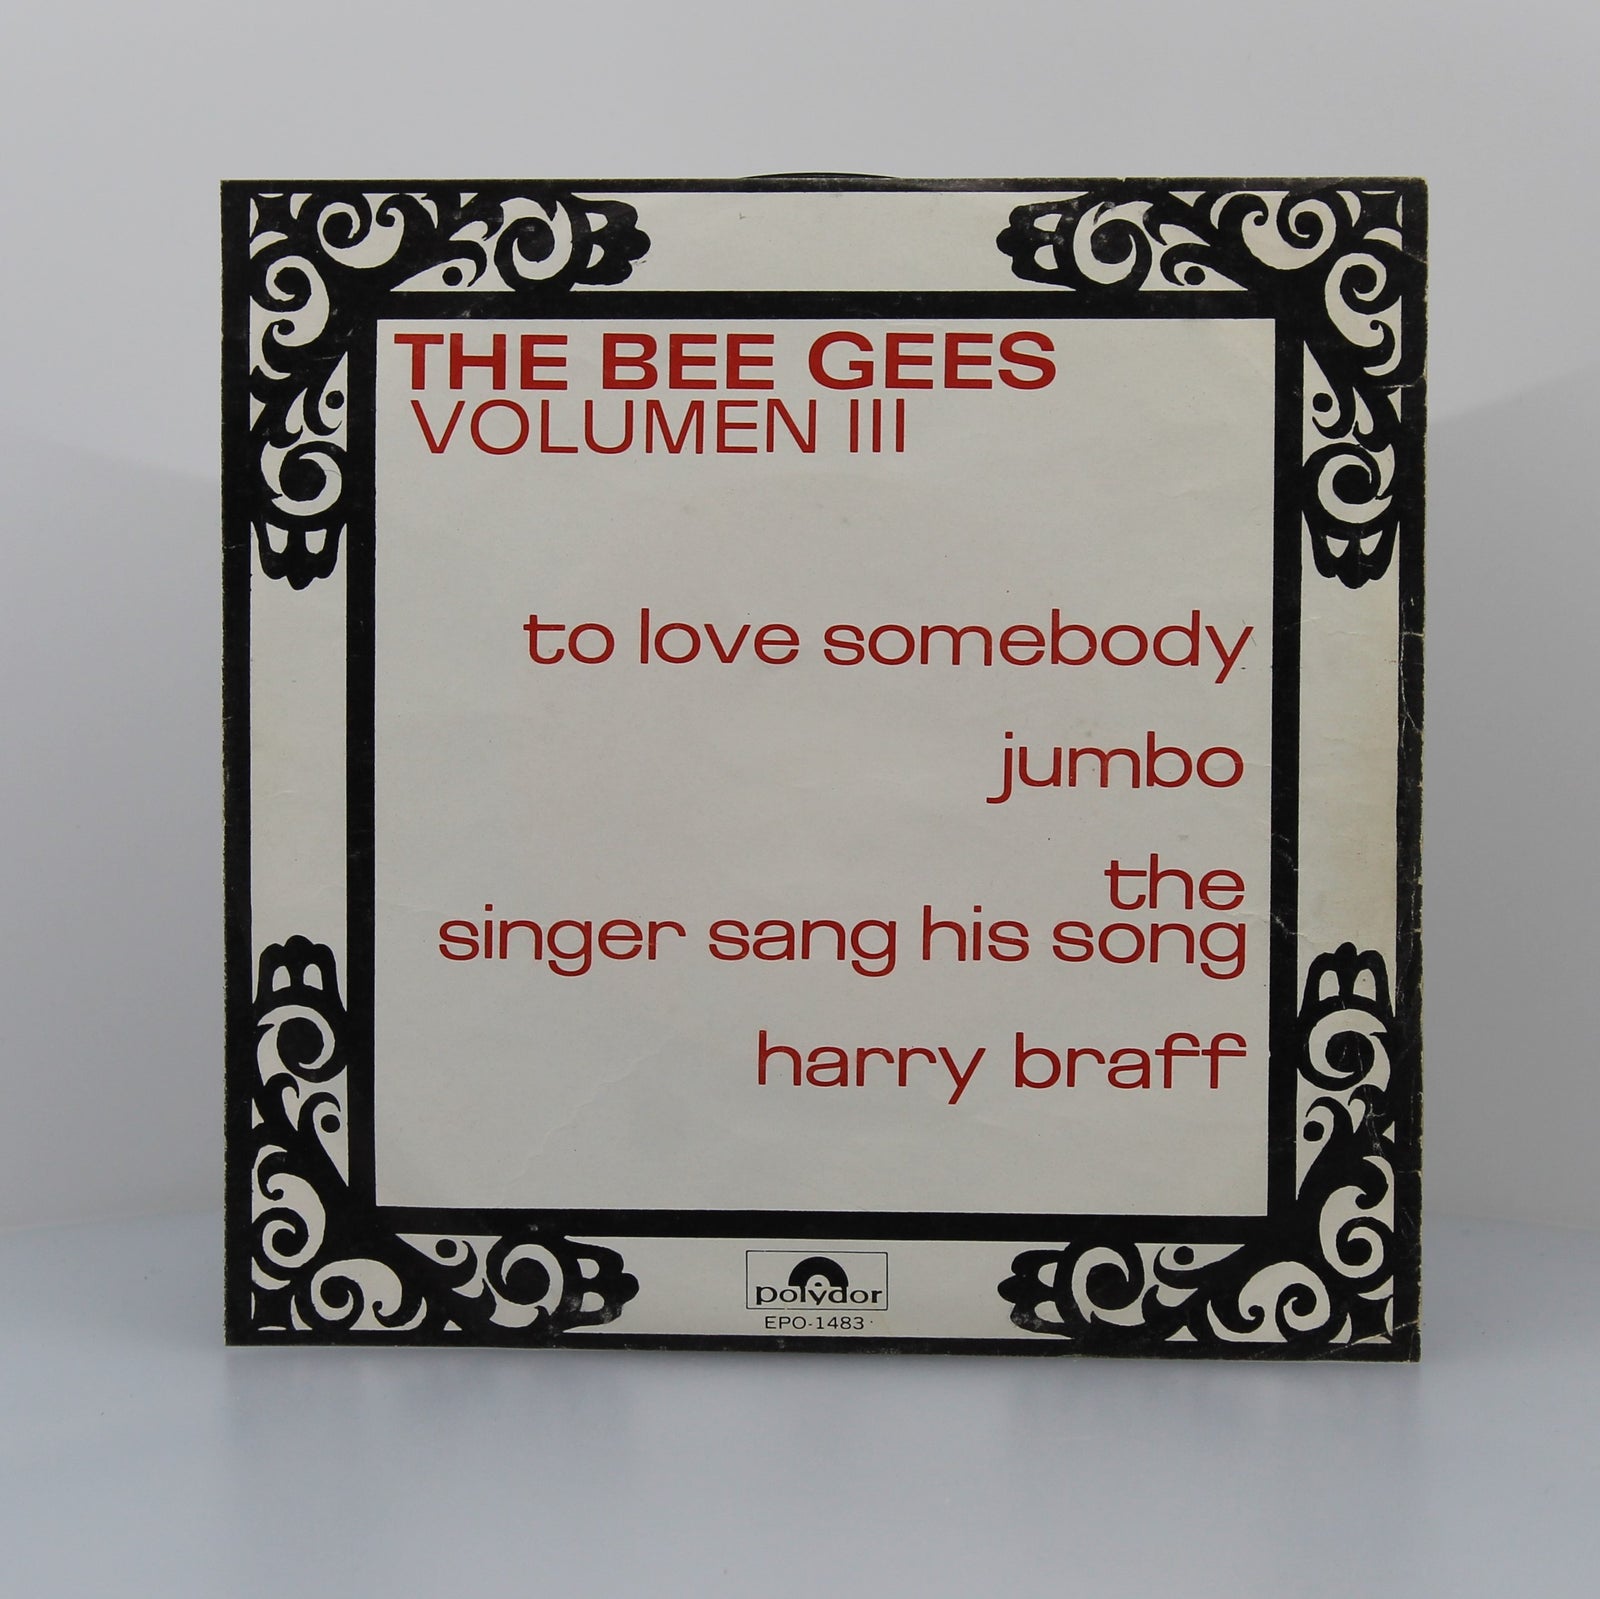 THE BEE GEES
VOLUMEN III
to love somebody
jumbo
the
singer sang his song
harry braff
polydor
EPO-1483